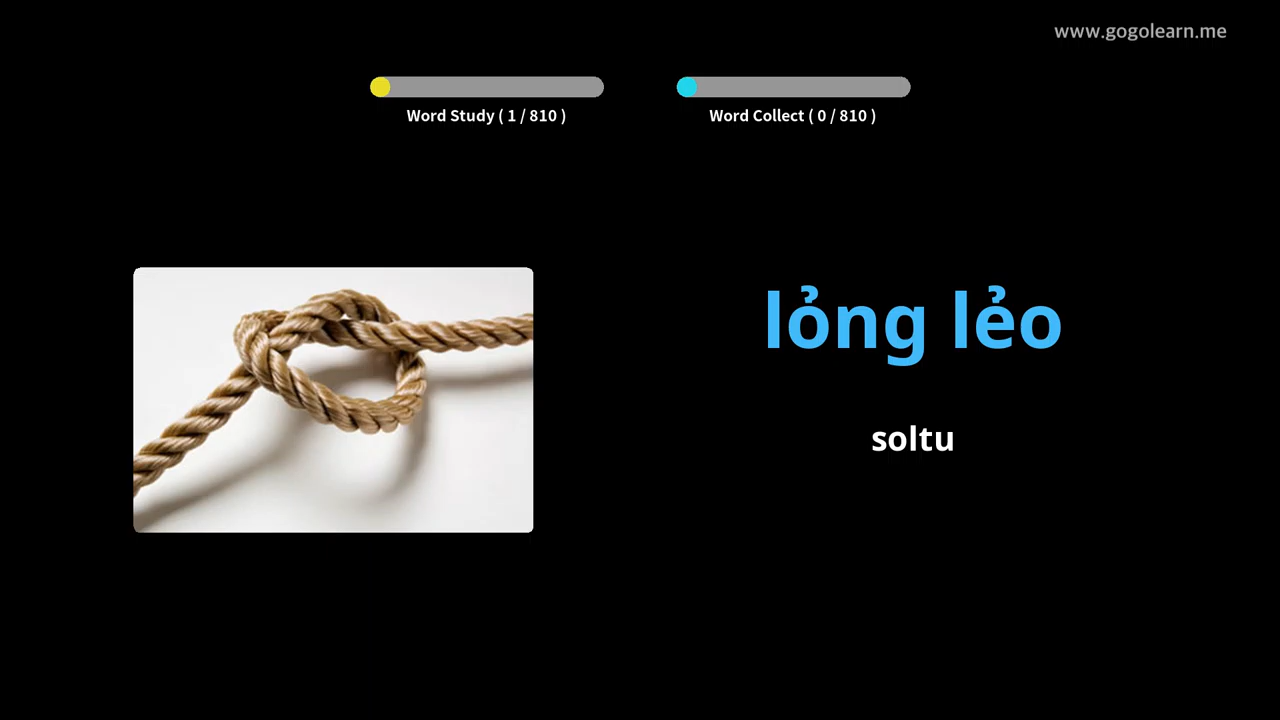 www.gogolearn.me
Word Study ( 1 / 810 )
Word Collect ( 0 / 810 )
lỏng lẻo
soltu